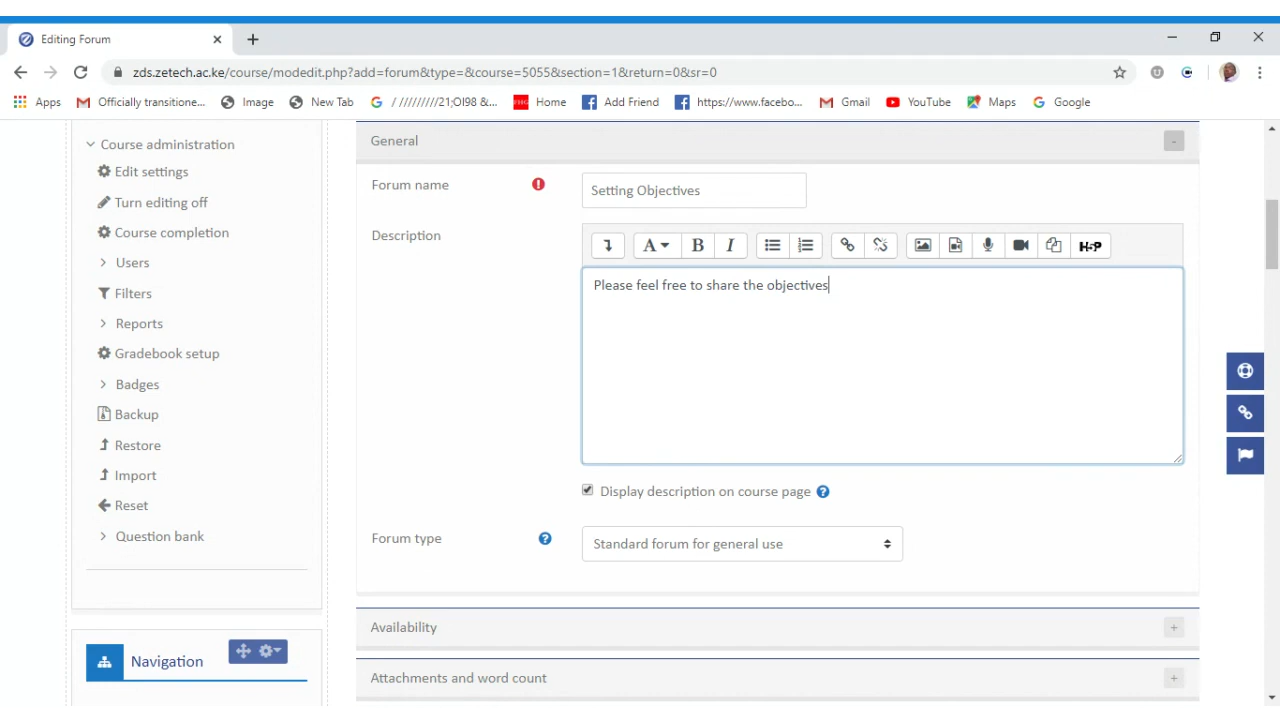 Editing Forum
zds.zetech.ac.ke/course/modedit.php?add=forum&type=&course=5055&section=1&return=0&sr=0
Apps Officially transitione... Image New Tab / /////////21;OI98 &... Home Add Friend https://www.facebo... Gmail YouTube Maps Google
Course administration
Edit settings
Turn editing off
Course completion
Users
Filters
Reports
Gradebook setup
Badges
Backup
Restore
Import
Reset
Question bank
Navigation
General -
Forum name
Setting Objectives
Description
A B I H-P
Please feel free to share the objectives
Display description on course page ?
Forum type ?
Standard forum for general use
Availability +
Attachments and word count +